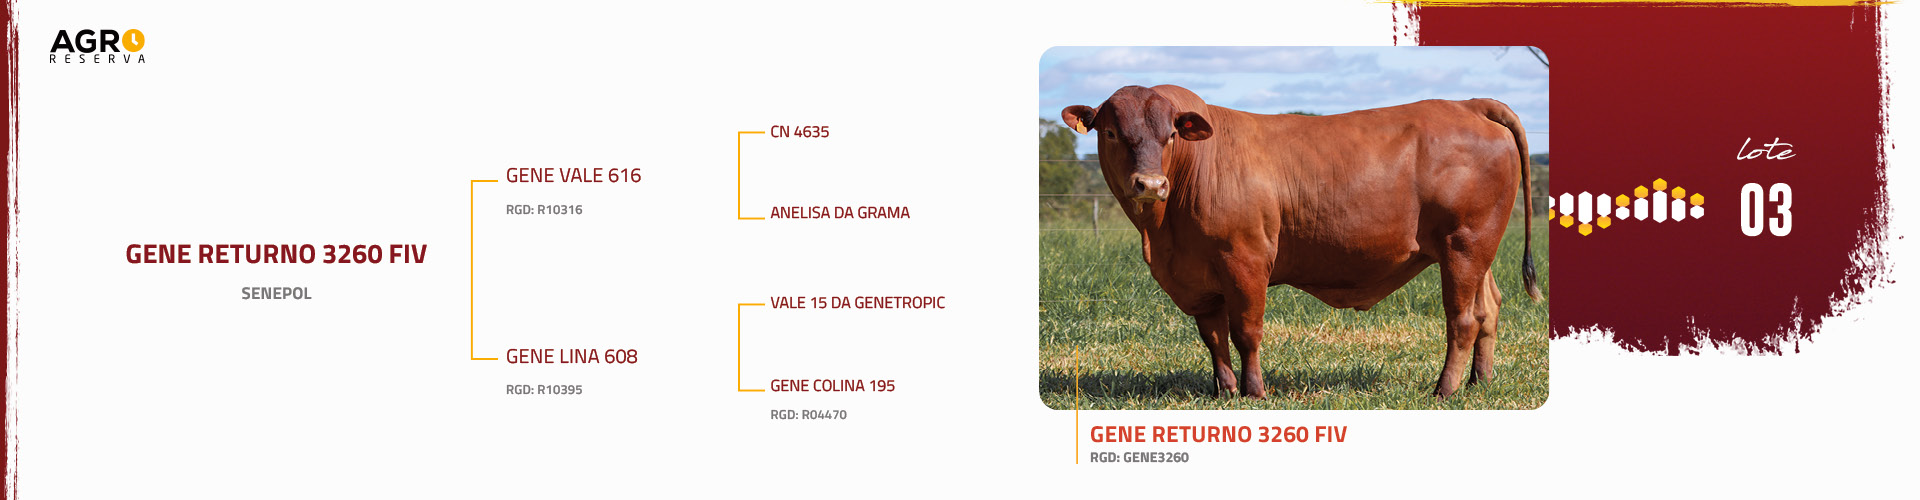 AGRO
RESERVA
GENE RETURNO 3260 FIV
SENEPOL
GENE VALE 616
RGD: R10316
GENE LINA 608
RGD: R10395
CN 4635
ANELISA DA GRAMA
VALE 15 DA GENETROPIC
GENE COLINA 195
RGD: R04470
GENE RETURNO 3260 FIV
RGD: GENE3260
lote
03